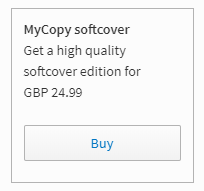 MyCopy softcover
Get a high quality
softcover edition for
GBP 24.99
Buy